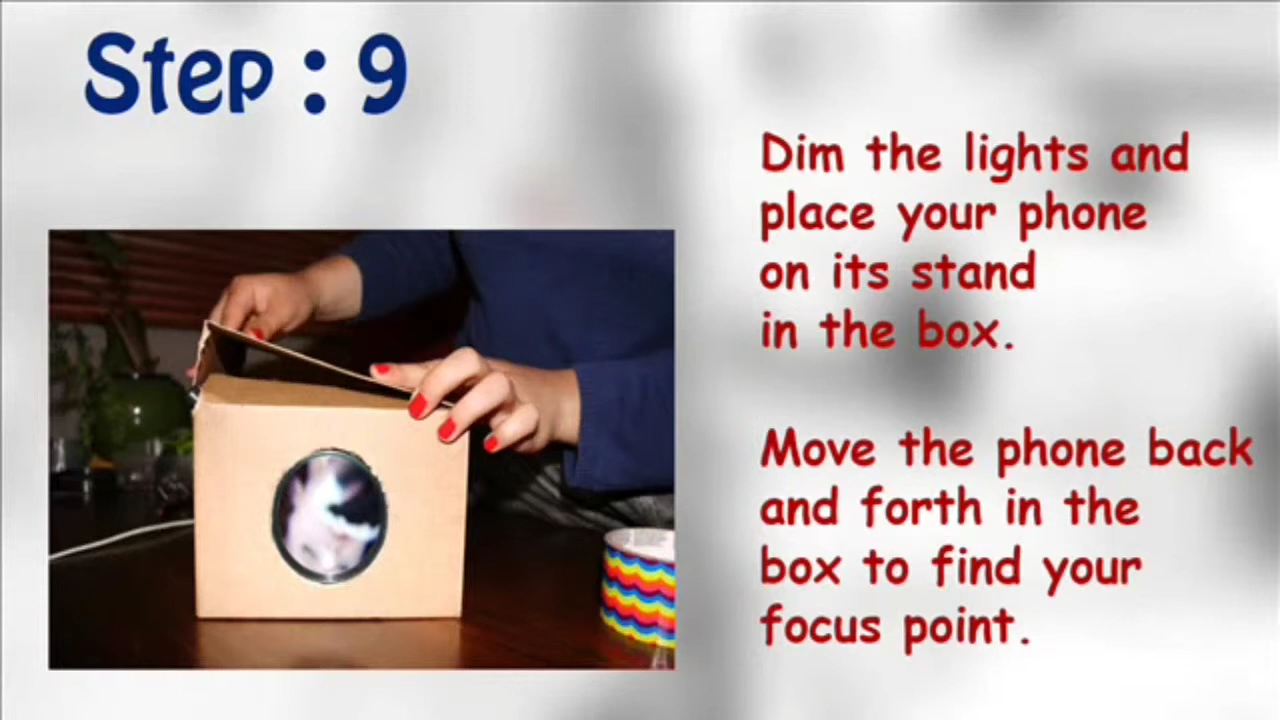 Step : 9
Dim the lights and
place your phone
on its stand
in the box.
Move the phone back
and forth in the
box to find your
focus point.